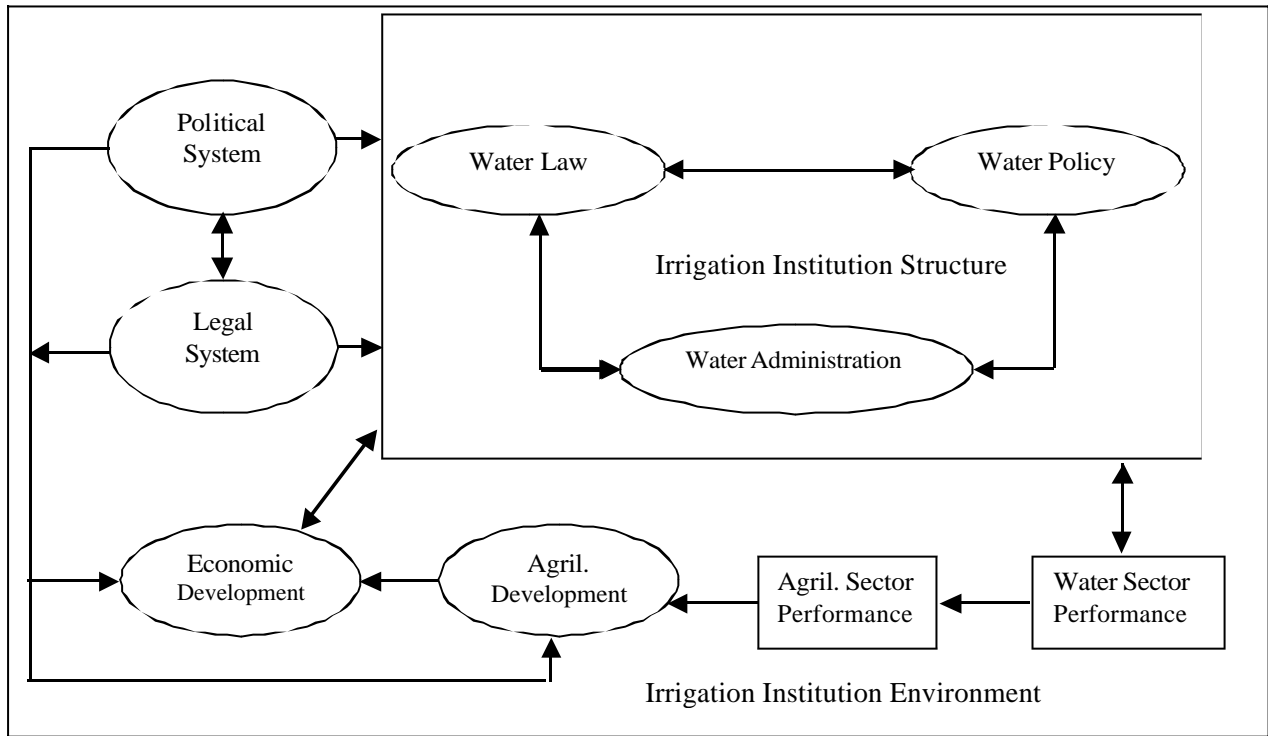 Political
System
Water Law
Water Policy
Irrigation Institution Structure
Legal
System
Water Administration
Economic
Development
Agril.
Development
Agril. Sector
Performance
Water Sector
Performance
Irrigation Institution Environment